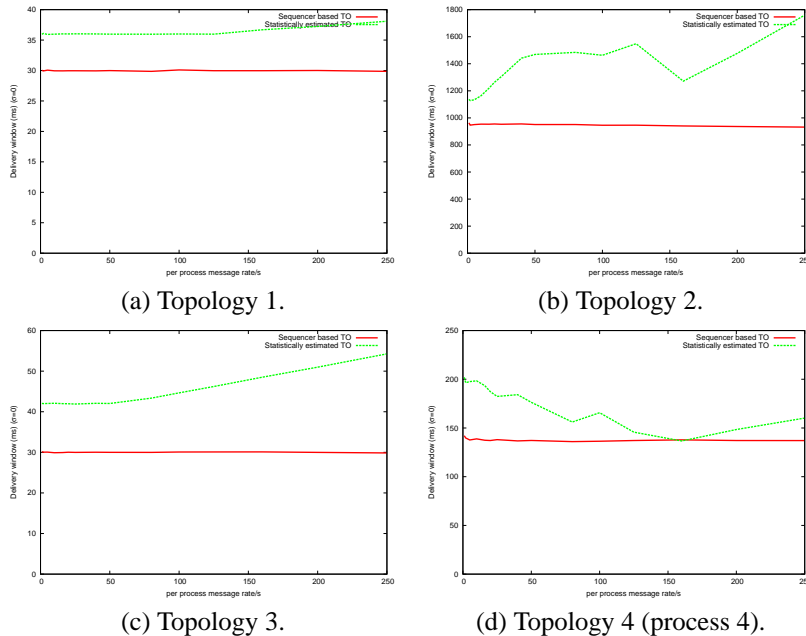 Sequencer based TO
Statistically estimated TO
40
35
30
25
20
15
10
5
0
Delivery window (ms) (σ=0)
0 50 100 150 200 250
per process message rate/s
(a) Topology 1.
Sequencer based TO
Statistically estimated TO
1800
1600
1400
1200
1000
800
600
400
200
0
Delivery window (ms) (σ=0)
0 50 100 150 200 250
per process message rate/s
(b) Topology 2.
Sequencer based TO
Statistically estimated TO
60
50
40
30
20
10
0
Delivery window (ms) (σ=0)
0 50 100 150 200 250
per process message rate/s
(c) Topology 3.
Sequencer based TO
Statistically estimated TO
250
200
150
100
50
0
Delivery window (ms) (σ=0)
0 50 100 150 200 250
per process message rate/s
(d) Topology 4 (process 4).